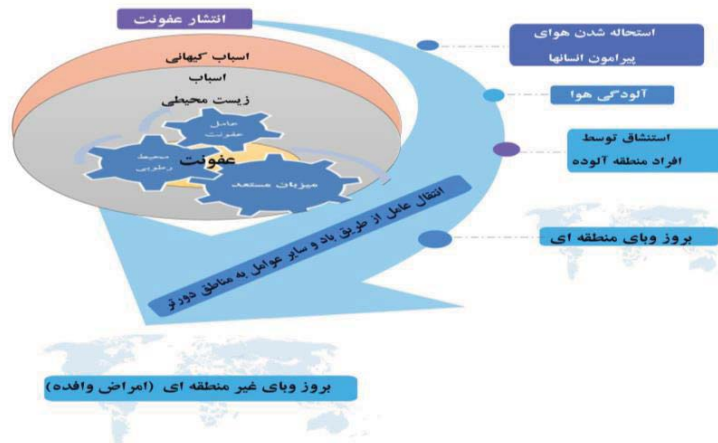 انتشار عفونت
استحاله شدن هوای
پیرامون انسانها
اسباب کیهانی
اسباب
زیست محیطی
آلودگی هوا
عامل
عفونت
استنشاق توسط
افراد منطقه آلوده
محیط
رطوبی
عفونت
میزبان مستعد
انتقال عامل از طریق باد و سایر عوامل به مناطق دورتر
بروز وبای منطقه ای
بروز وبای غیر منطقه ای (امراض وافده)